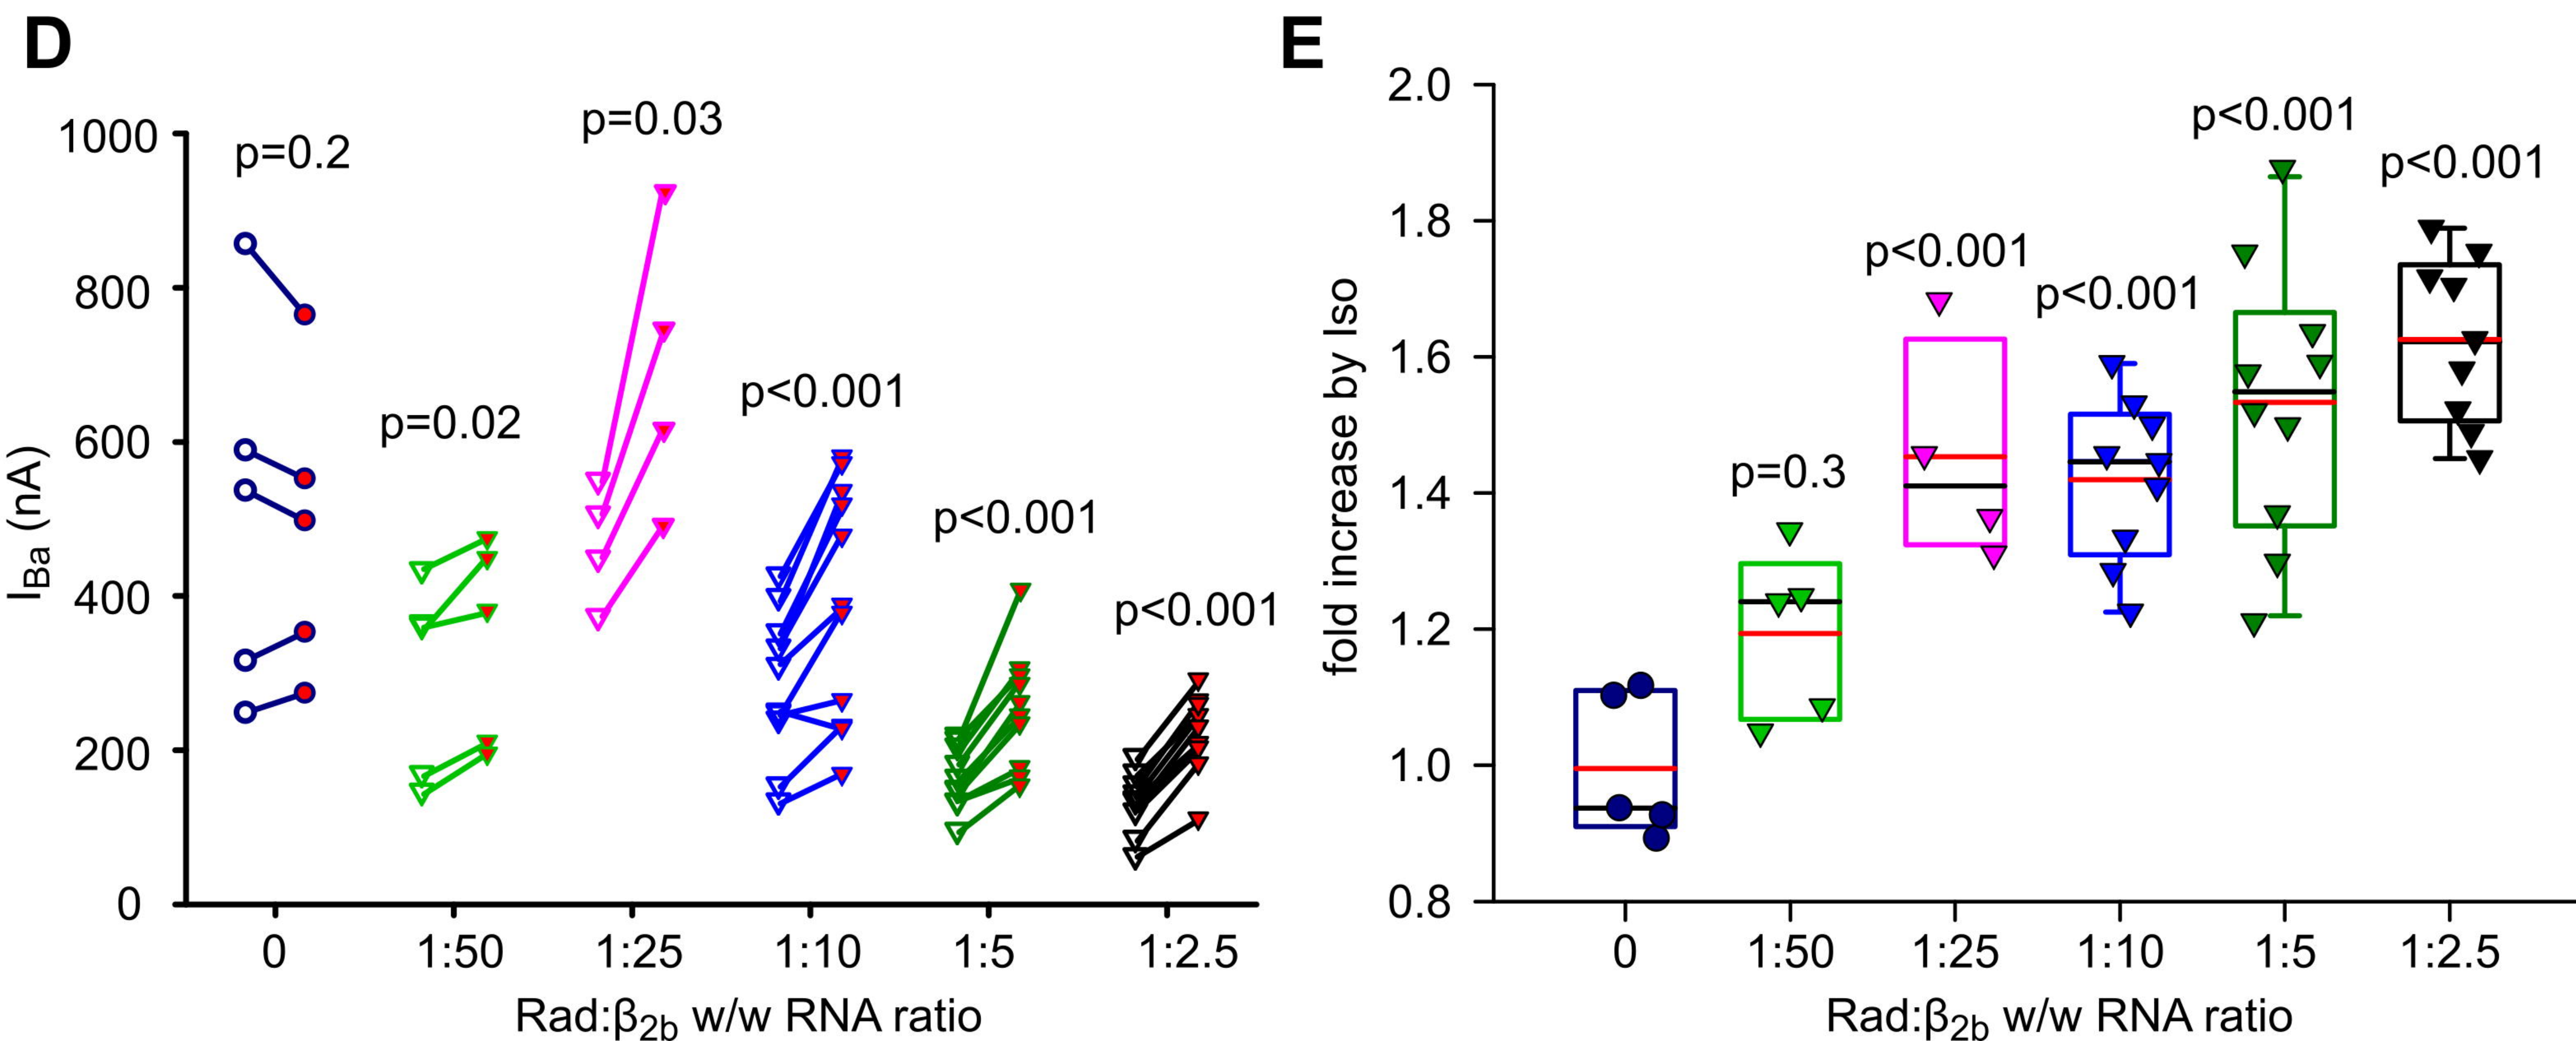 D
p=0.2
p=0.02
p=0.03
p<0.001
p<0.001
p<0.001
I_Ba (nA)
1000
800
600
400
200
0
0 1:50 1:25 1:10 1:5 1:2.5
Rad:β2b w/w RNA ratio
E
p=0.3
p<0.001
p<0.001
p<0.001
p<0.001
fold increase by Iso
2.0
1.8
1.6
1.4
1.2
1.0
0.8
0 1:50 1:25 1:10 1:5 1:2.5
Rad:β2b w/w RNA ratio